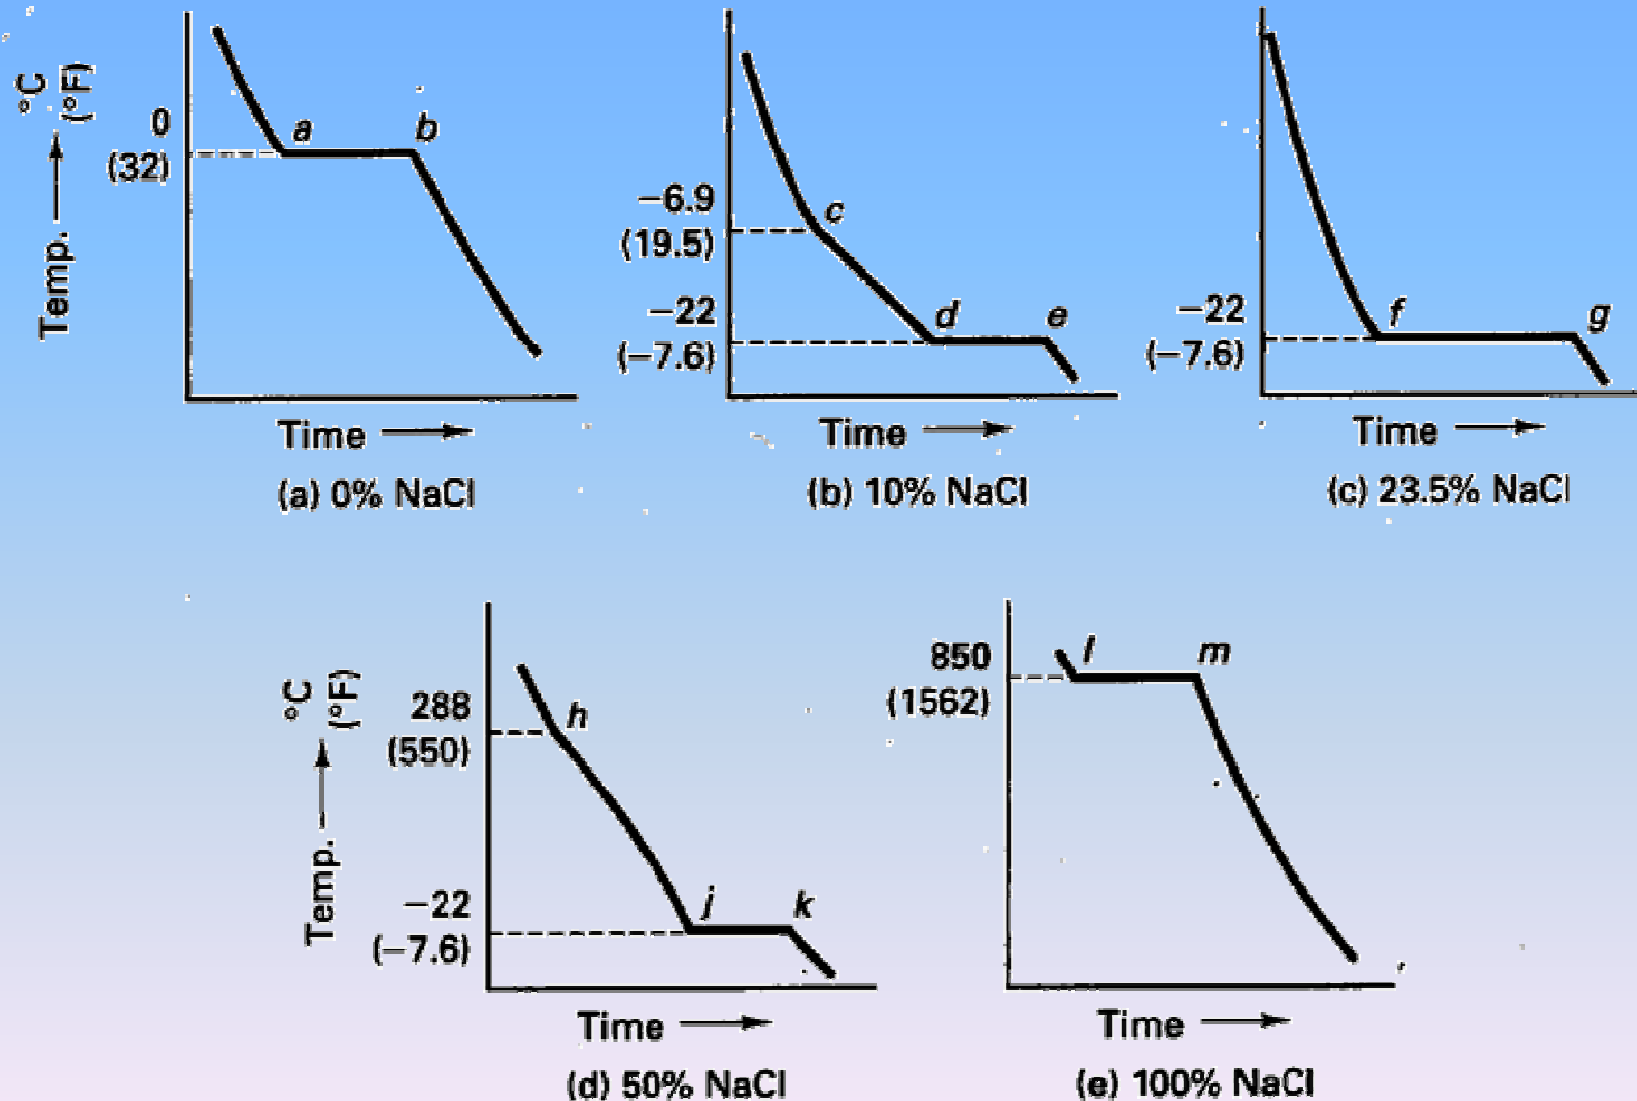 °C
(°F)
Temp.
0
(32)
a
b
Time
(a) 0% NaCl
−6.9
(19.5)
−22
(−7.6)
c
d
e
Time
(b) 10% NaCl
−22
(−7.6)
f
g
Time
(c) 23.5% NaCl
°C
(°F)
Temp.
288
(550)
−22
(−7.6)
h
j
k
Time
(d) 50% NaCl
850
(1562)
l
m
Time
(e) 100% NaCl